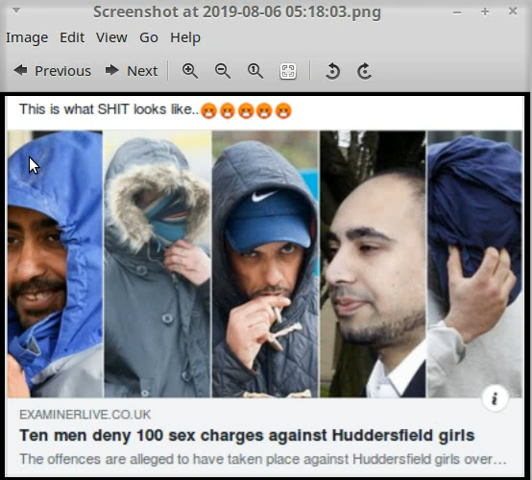 Screenshot at 2019-08-06 05:18:03.png
Image Edit View Go Help
Previous Next
This is what SHIT looks like..😡😡😡😡😡
EXAMINERLIVE.CO.UK
Ten men deny 100 sex charges against Huddersfield girls
The offences are alleged to have taken place against Huddersfield girls over...